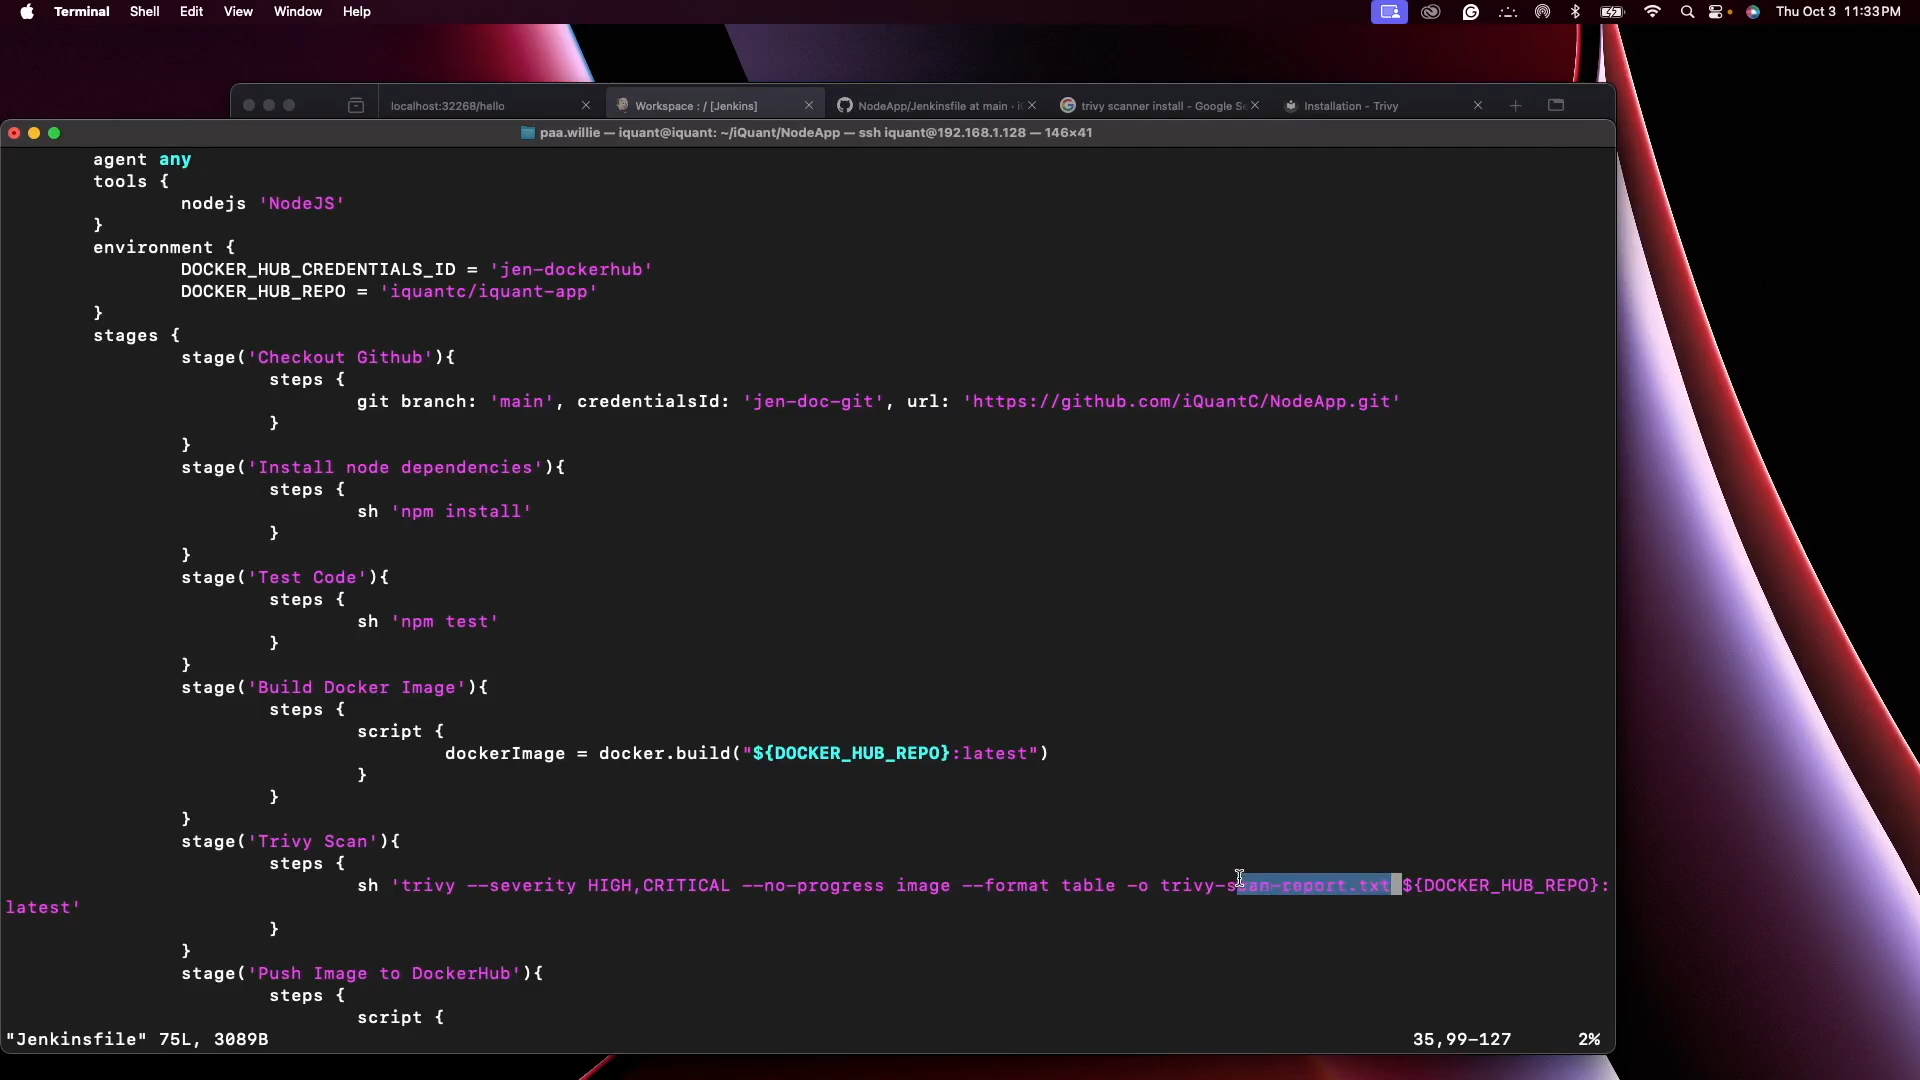 Terminal Shell Edit View Window Help Thu Oct 3 11:33 PM
localhost:32268/hello Workspace : / [Jenkins] NodeApp/Jenkinsfile at main · i trivy scanner install - Google Se Installation - Trivy
paa.willie — iquant@iquant: ~/iQuant/NodeApp — ssh iquant@192.168.1.128 — 146×41
agent any
tools {
nodejs 'NodeJS'
}
environment {
DOCKER_HUB_CREDENTIALS_ID = 'jen-dockerhub'
DOCKER_HUB_REPO = 'iquantc/iquant-app'
}
stages {
stage('Checkout Github'){
steps {
git branch: 'main', credentialsId: 'jen-doc-git', url: 'https://github.com/iQuantC/NodeApp.git'
}
}
stage('Install node dependencies'){
steps {
sh 'npm install'
}
}
stage('Test Code'){
steps {
sh 'npm test'
}
}
stage('Build Docker Image'){
steps {
script {
dockerImage = docker.build("${DOCKER_HUB_REPO}:latest")
}
}
}
stage('Trivy Scan'){
steps {
sh 'trivy --severity HIGH,CRITICAL --no-progress image --format table -o trivy-scan-report.txt ${DOCKER_HUB_REPO}:
latest'
}
}
stage('Push Image to DockerHub'){
steps {
script {
"Jenkinsfile" 75L, 3089B 35,99-127 2%